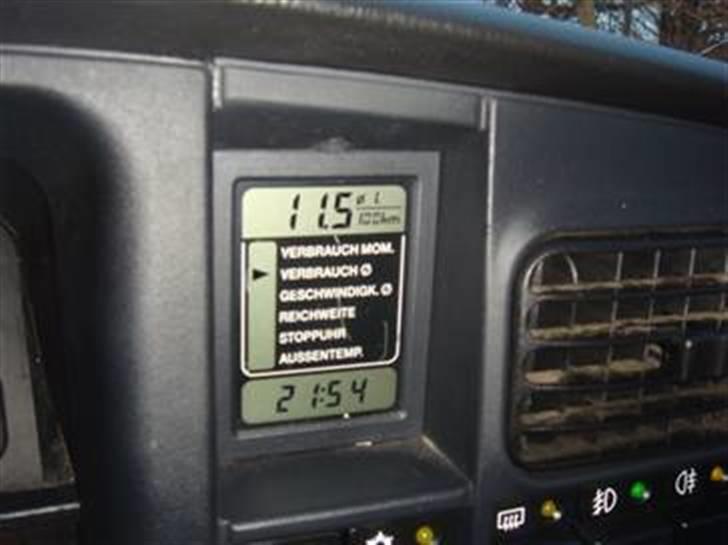 11.5 ø L
100km
VERBRAUCH MOM.
VERBRAUCH Ø
GESCHWINDIGK. Ø
REICHWEITE
STOPPUHR
AUSSENTEMP.
21:54